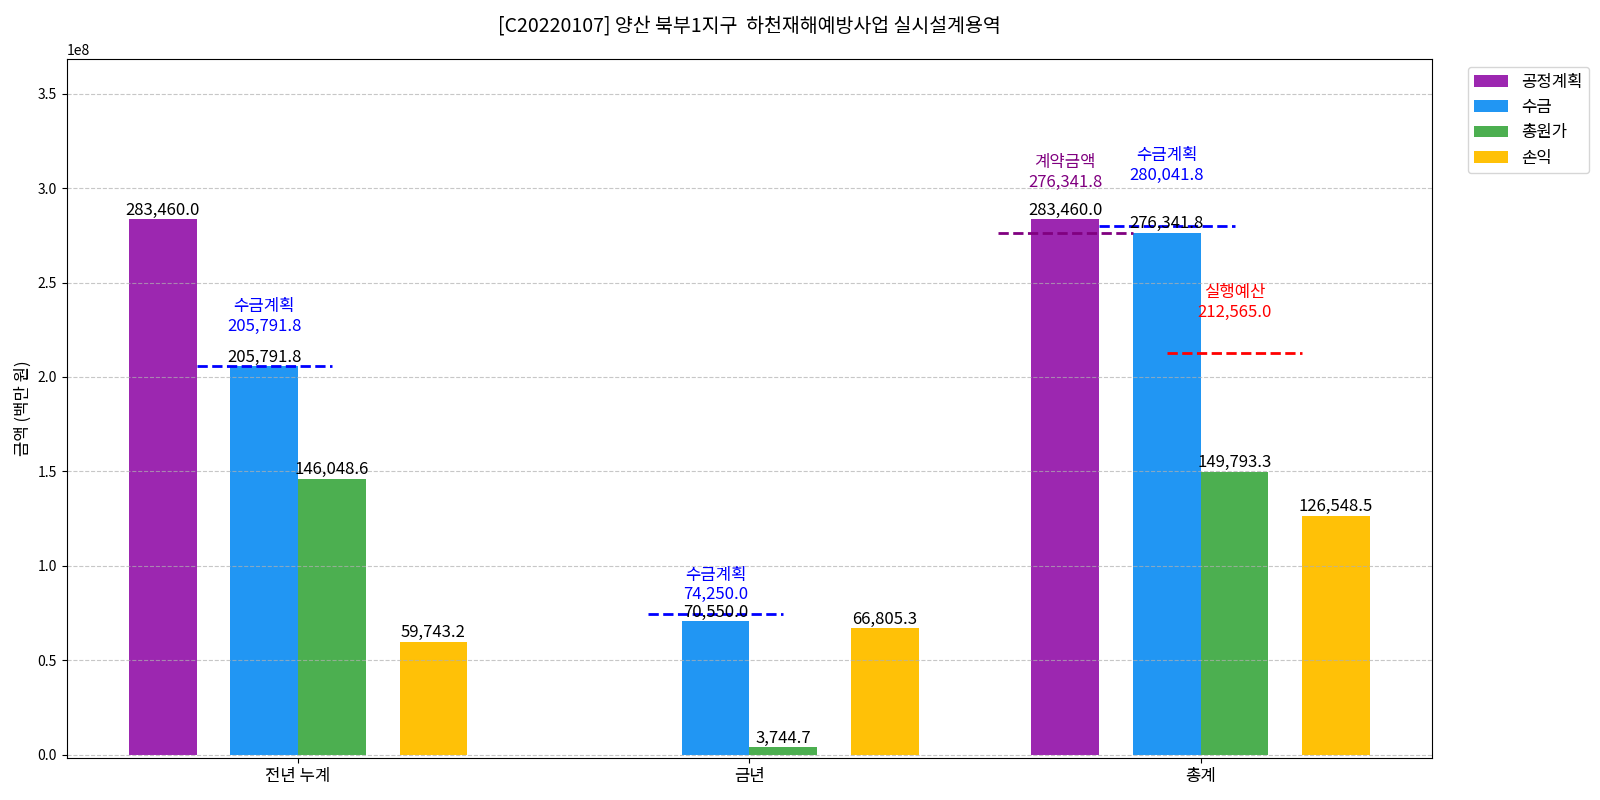 [C20220107] 양산 북부1지구  하천재해예방사업 실시설계용역
1e8
금액 (백만 원)
3.5
3.0
2.5
2.0
1.5
1.0
0.5
0.0
283,460.0
수금계획
205,791.8
205,791.8
146,048.6
59,743.2
수금계획
74,250.0
70,550.0
3,744.7
66,805.3
계약금액
276,341.8
283,460.0
수금계획
280,041.8
276,341.8
실행예산
212,565.0
149,793.3
126,548.5
전년 누계
금년
총계
공정계획
수금
총원가
손익